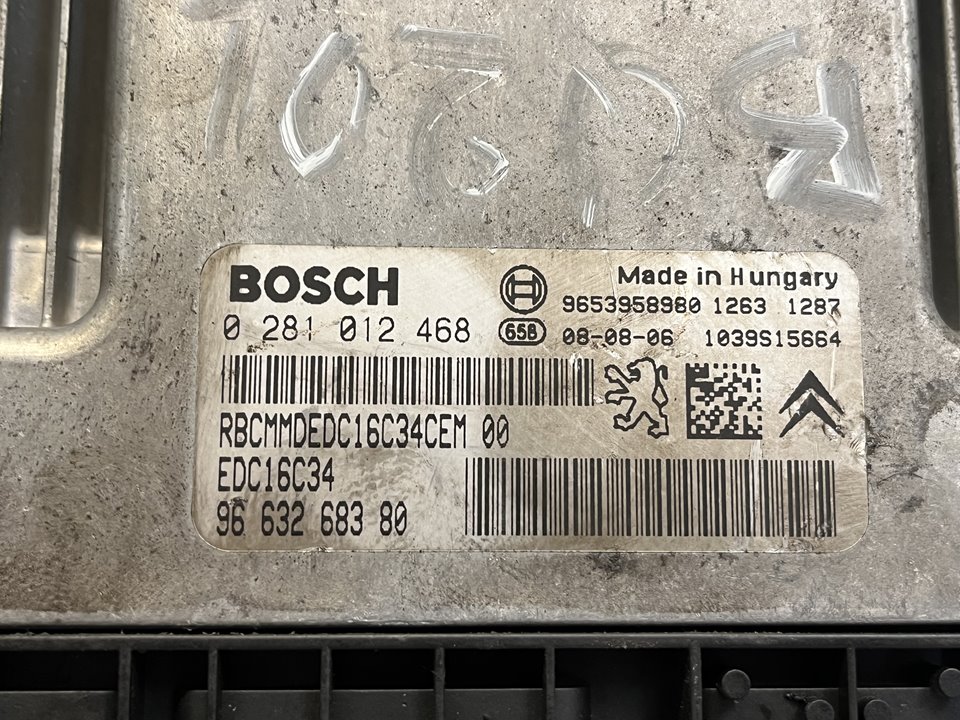 BOSCH
Made in Hungary
9653958980 1263 1287
0 281 012 468
658
08-08-06 1039S15664
RBCMMDEDC16C34CEM 00
EDC16C34
96 632 683 80